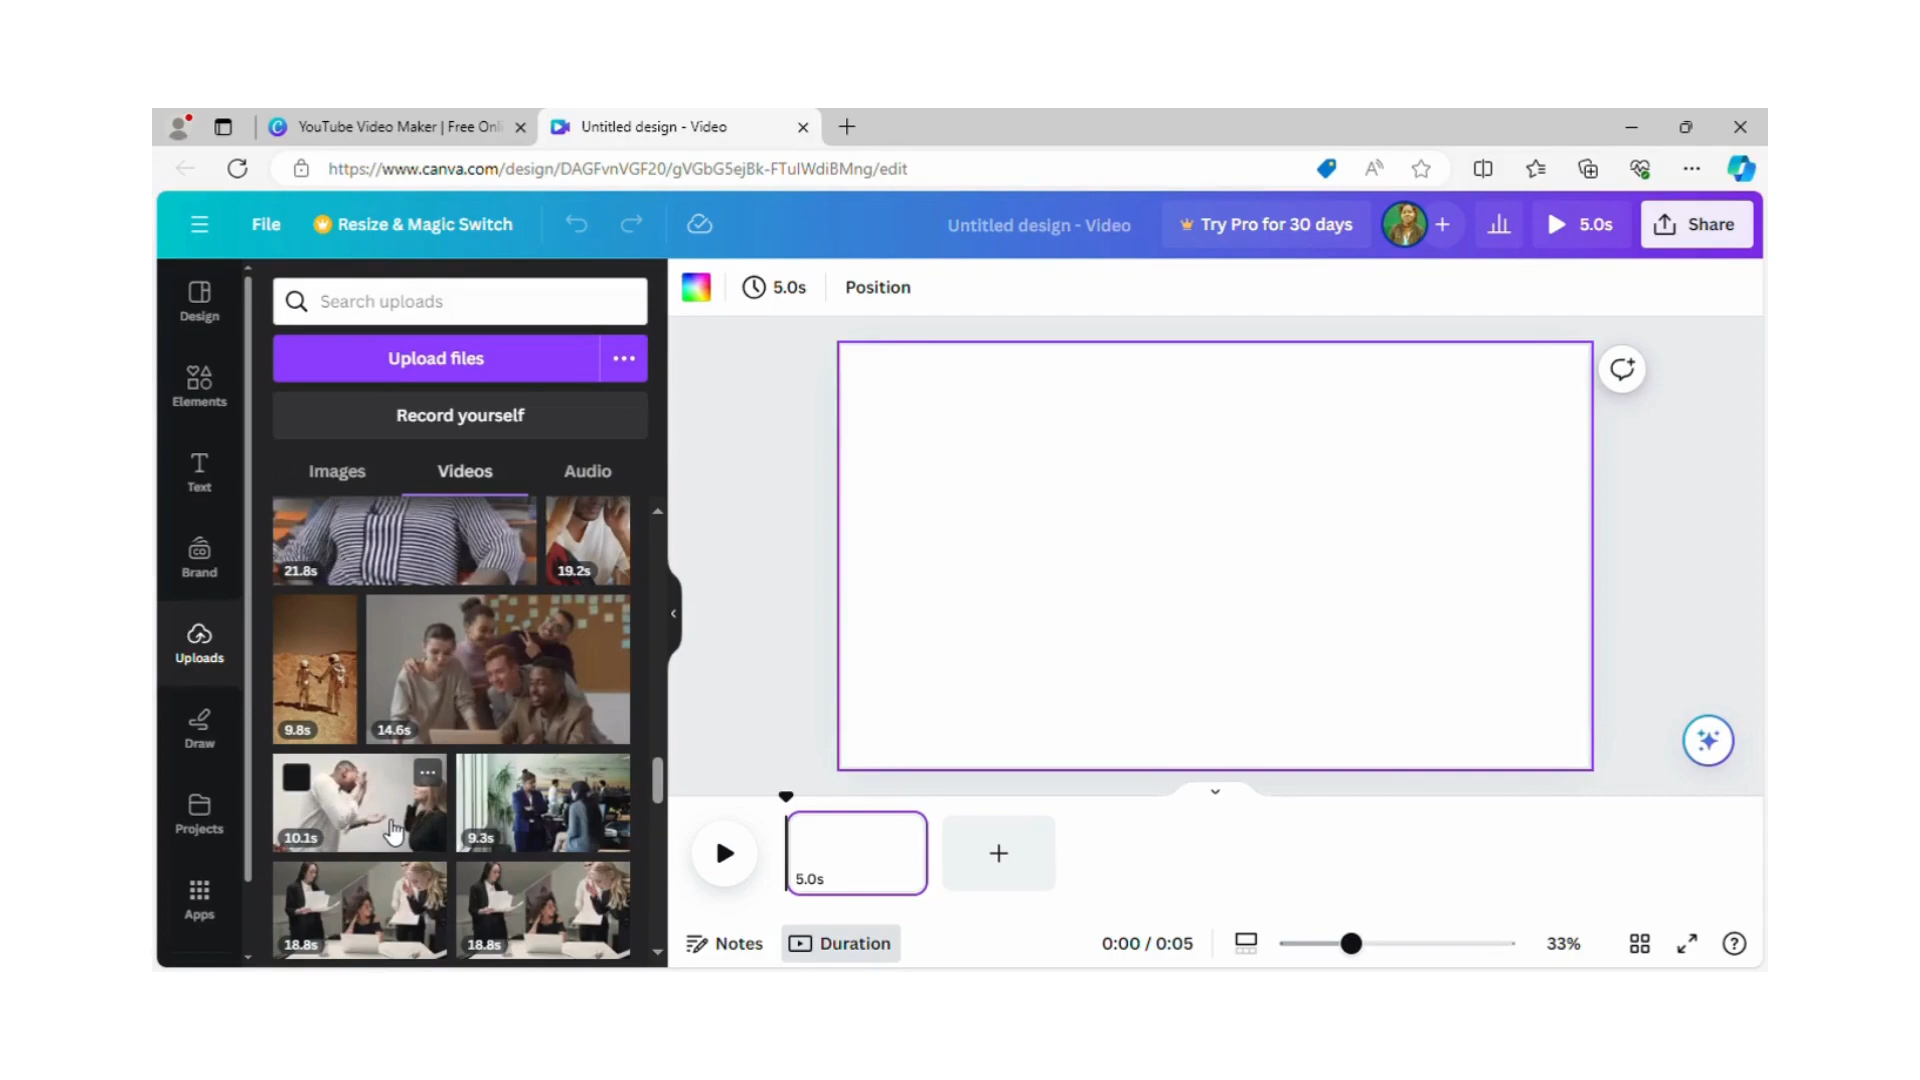 YouTube Video Maker | Free Onli
Untitled design - Video
https://www.canva.com/design/DAGFvnVGF20/gVGbG5ejBk-FTulWdiBMng/edit
File
Resize & Magic Switch
Untitled design - Video
Try Pro for 30 days
5.0s
Share
Design
Elements
Text
Brand
Uploads
Draw
Projects
Apps
Search uploads
Upload files
Record yourself
Images
Videos
Audio
21.8s
19.2s
9.8s
14.6s
10.1s
9.3s
18.8s
18.8s
5.0s
Position
5.0s
Notes
Duration
0:00 / 0:05
33%